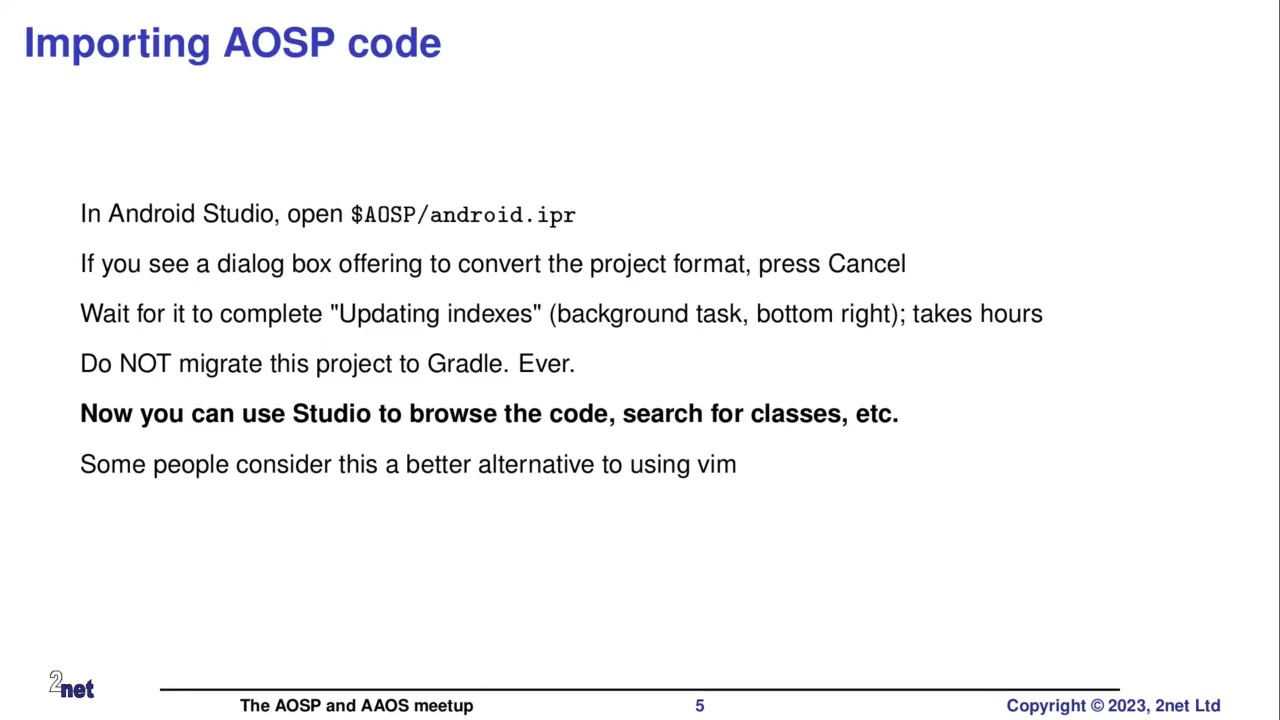 Importing AOSP code
In Android Studio, open $AOSP/android.ipr
If you see a dialog box offering to convert the project format, press Cancel
Wait for it to complete "Updating indexes" (background task, bottom right); takes hours
Do NOT migrate this project to Gradle. Ever.
Now you can use Studio to browse the code, search for classes, etc.
Some people consider this a better alternative to using vim
2net
The AOSP and AAOS meetup 5 Copyright © 2023, 2net Ltd